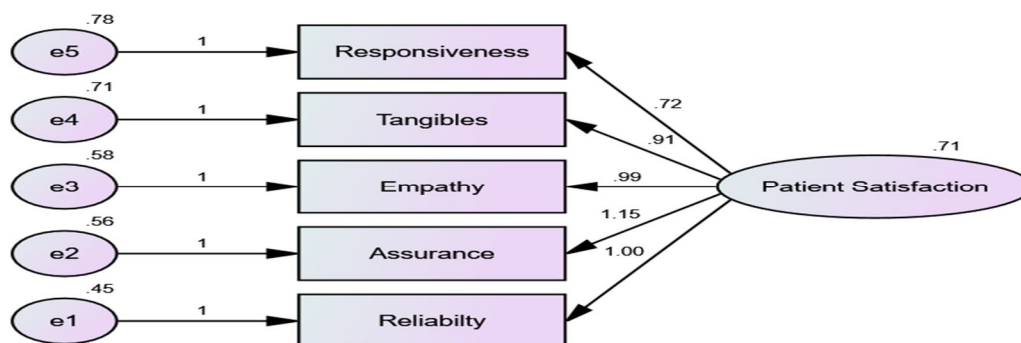 .78
e5
1
Responsiveness
.72
.71
e4
1
Tangibles
.91
.71
Patient Satisfaction
.58
e3
1
Empathy
.99
.56
e2
1
Assurance
1.15
.45
e1
1
Reliabilty
1.00